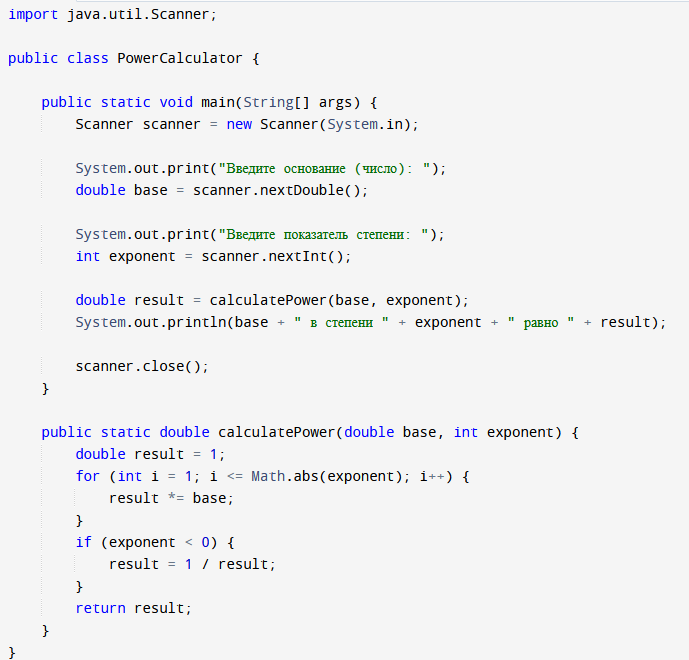 import java.util.Scanner;
public class PowerCalculator {
public static void main(String[] args) {
Scanner scanner = new Scanner(System.in);
System.out.print("Введите основание (число): ");
double base = scanner.nextDouble();
System.out.print("Введите показатель степени: ");
int exponent = scanner.nextInt();
double result = calculatePower(base, exponent);
System.out.println(base + " в степени " + exponent + " равно " + result);
scanner.close();
}
public static double calculatePower(double base, int exponent) {
double result = 1;
for (int i = 1; i <= Math.abs(exponent); i++) {
result *= base;
}
if (exponent < 0) {
result = 1 / result;
}
return result;
}
}